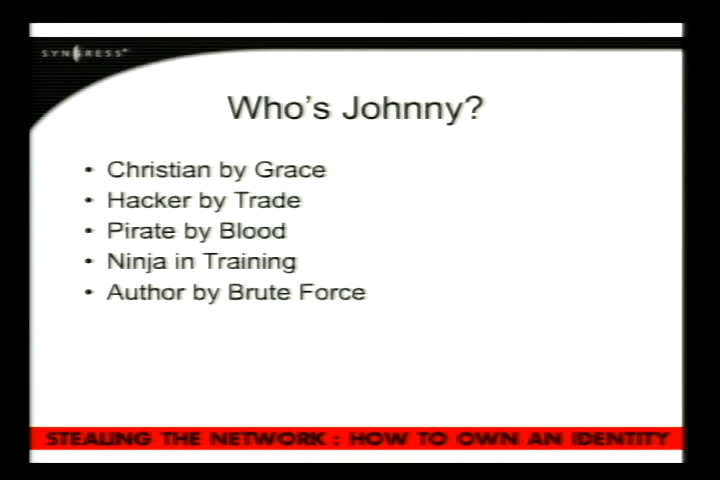 SYNGRESS
Who's Johnny?
• Christian by Grace
• Hacker by Trade
• Pirate by Blood
• Ninja in Training
• Author by Brute Force
STEALING THE NETWORK : HOW TO OWN AN IDENTITY